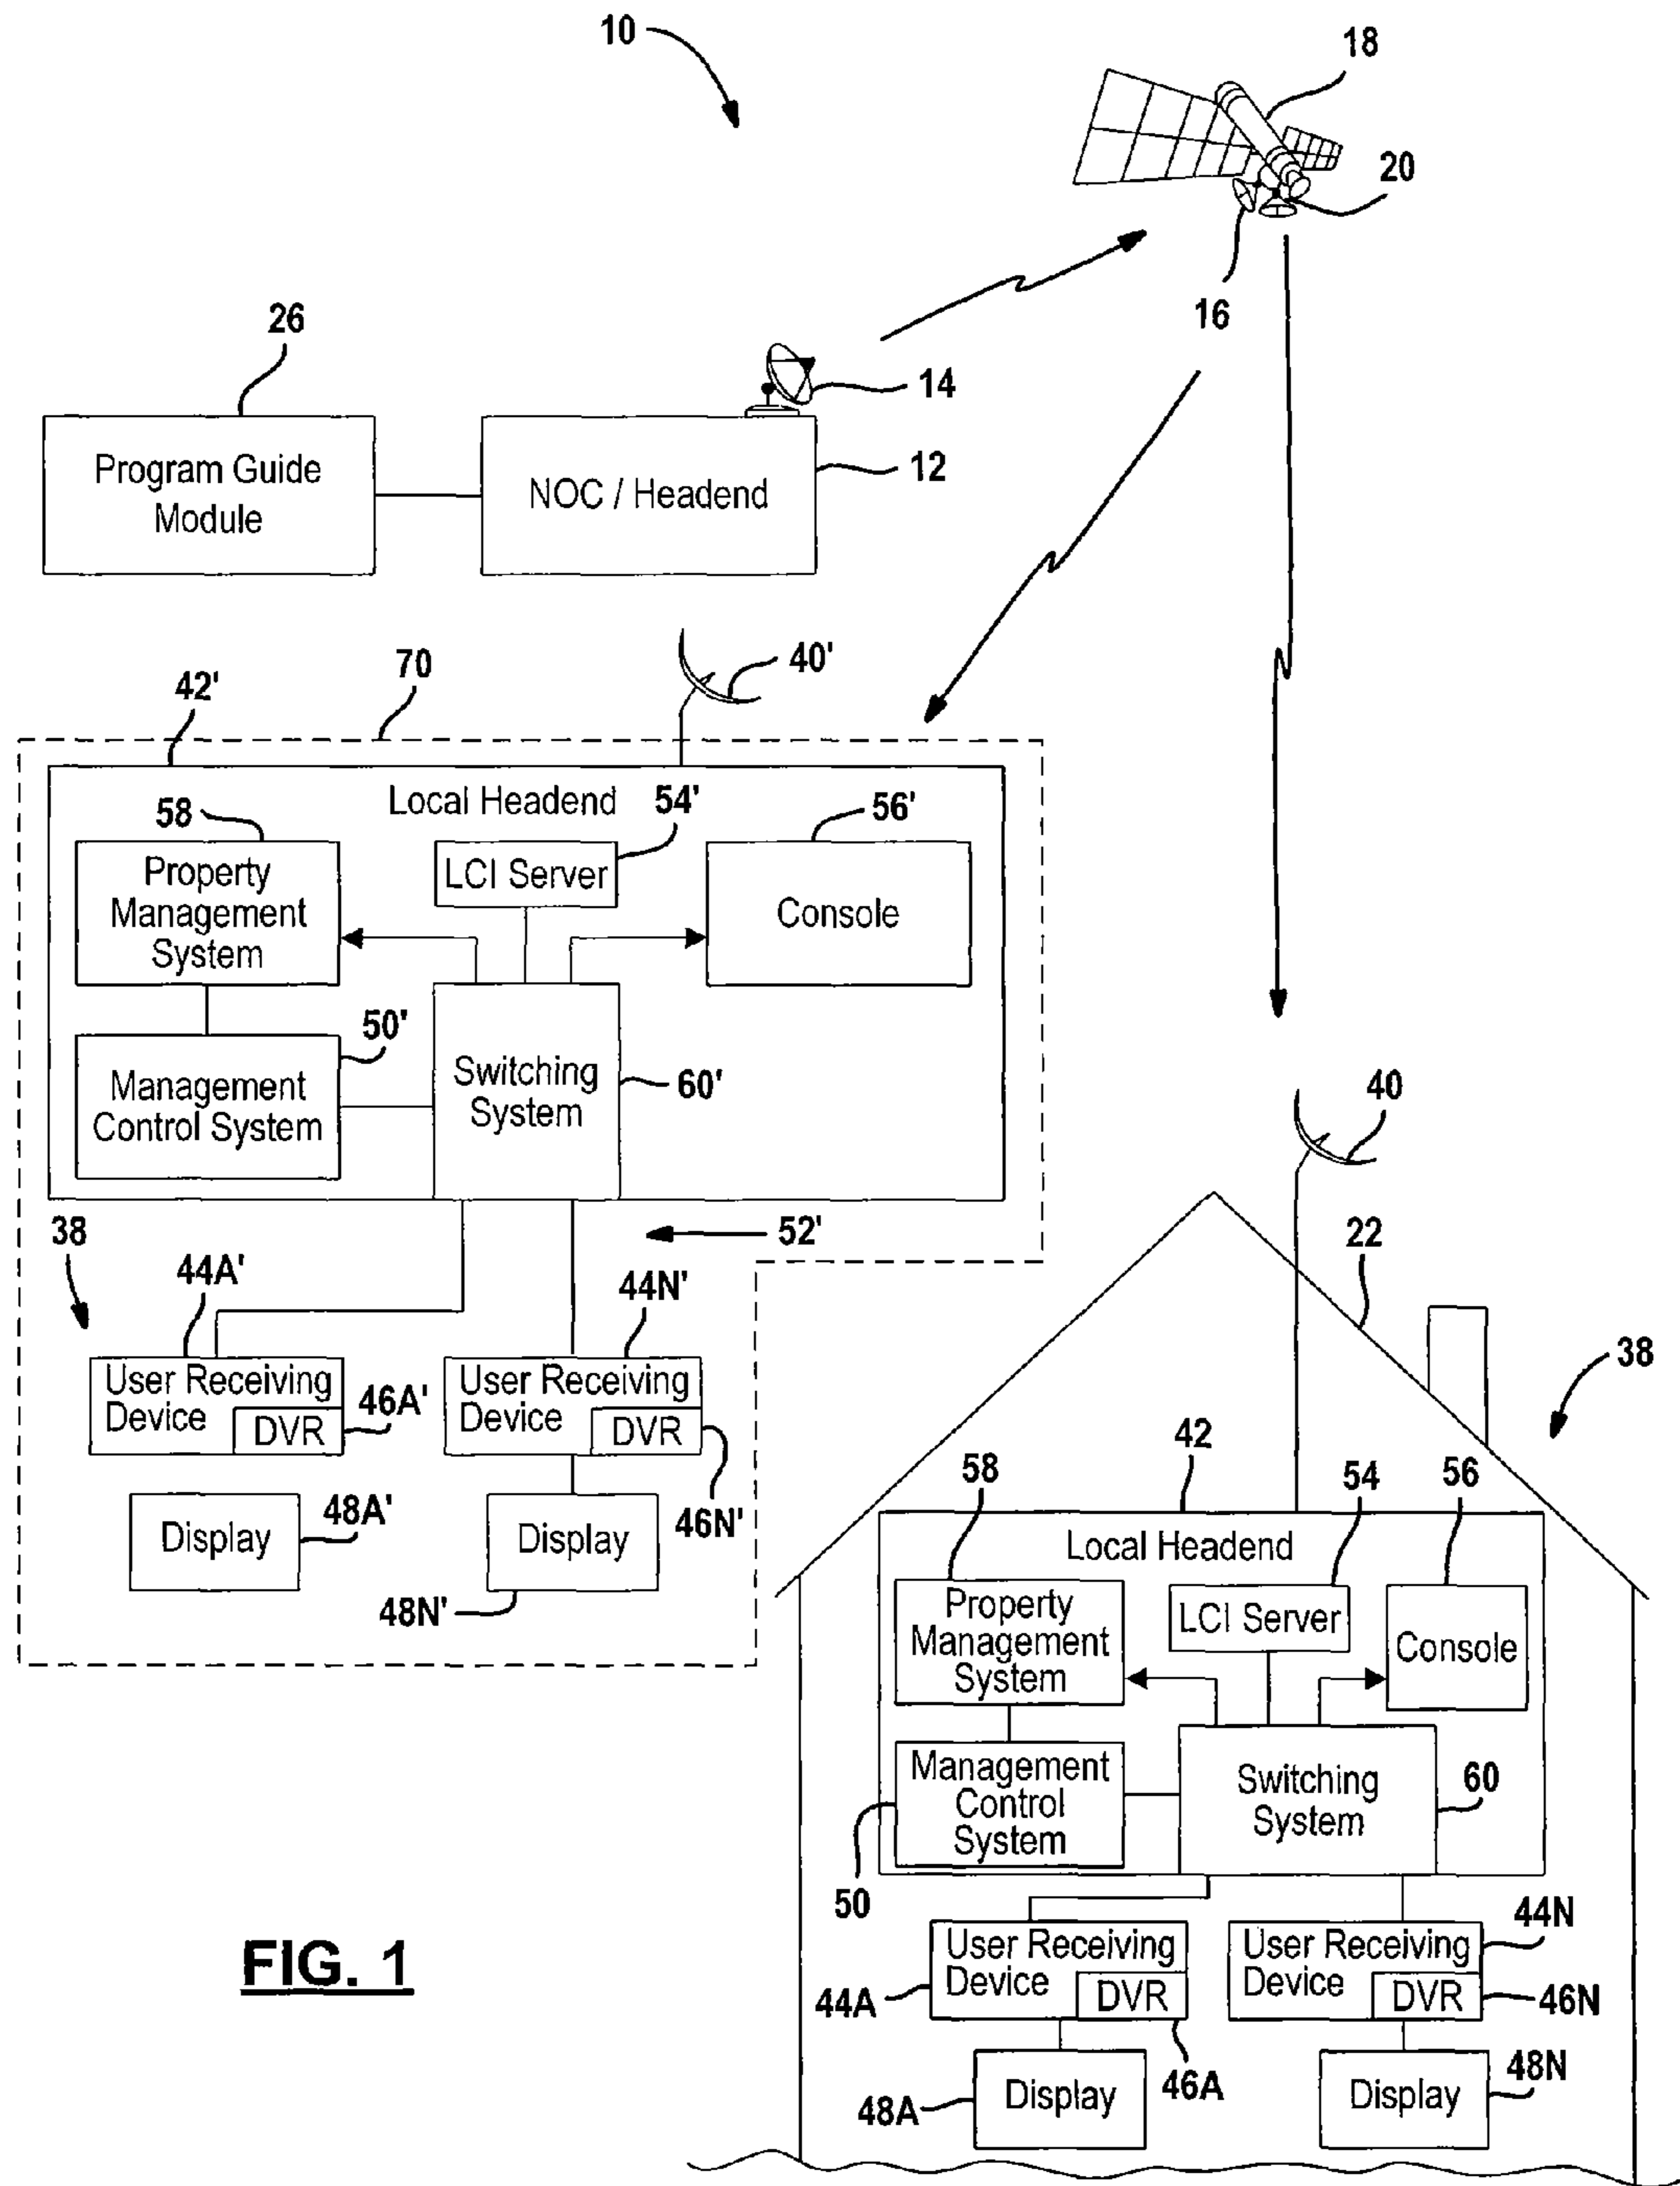 10
18
20
16
26
14
Program Guide
Module
NOC / Headend
12
70
40'
42'
Local Headend
54'
58
56'
Property
Management
System
LCI Server
Console
50'
Management
Control System
Switching
System
60'
38
52'
44A'
44N'
User Receiving
Device
DVR
46A'
User Receiving
Device
DVR
46N'
Display
48A'
Display
48N'
40
22
38
42
58
54
56
Local Headend
Property
Management
System
LCI Server
Console
Management
Control
System
Switching
System
60
50
44N
User Receiving
Device
DVR
44A
46A
User Receiving
Device
DVR
46N
Display
48A
Display
48N
FIG. 1